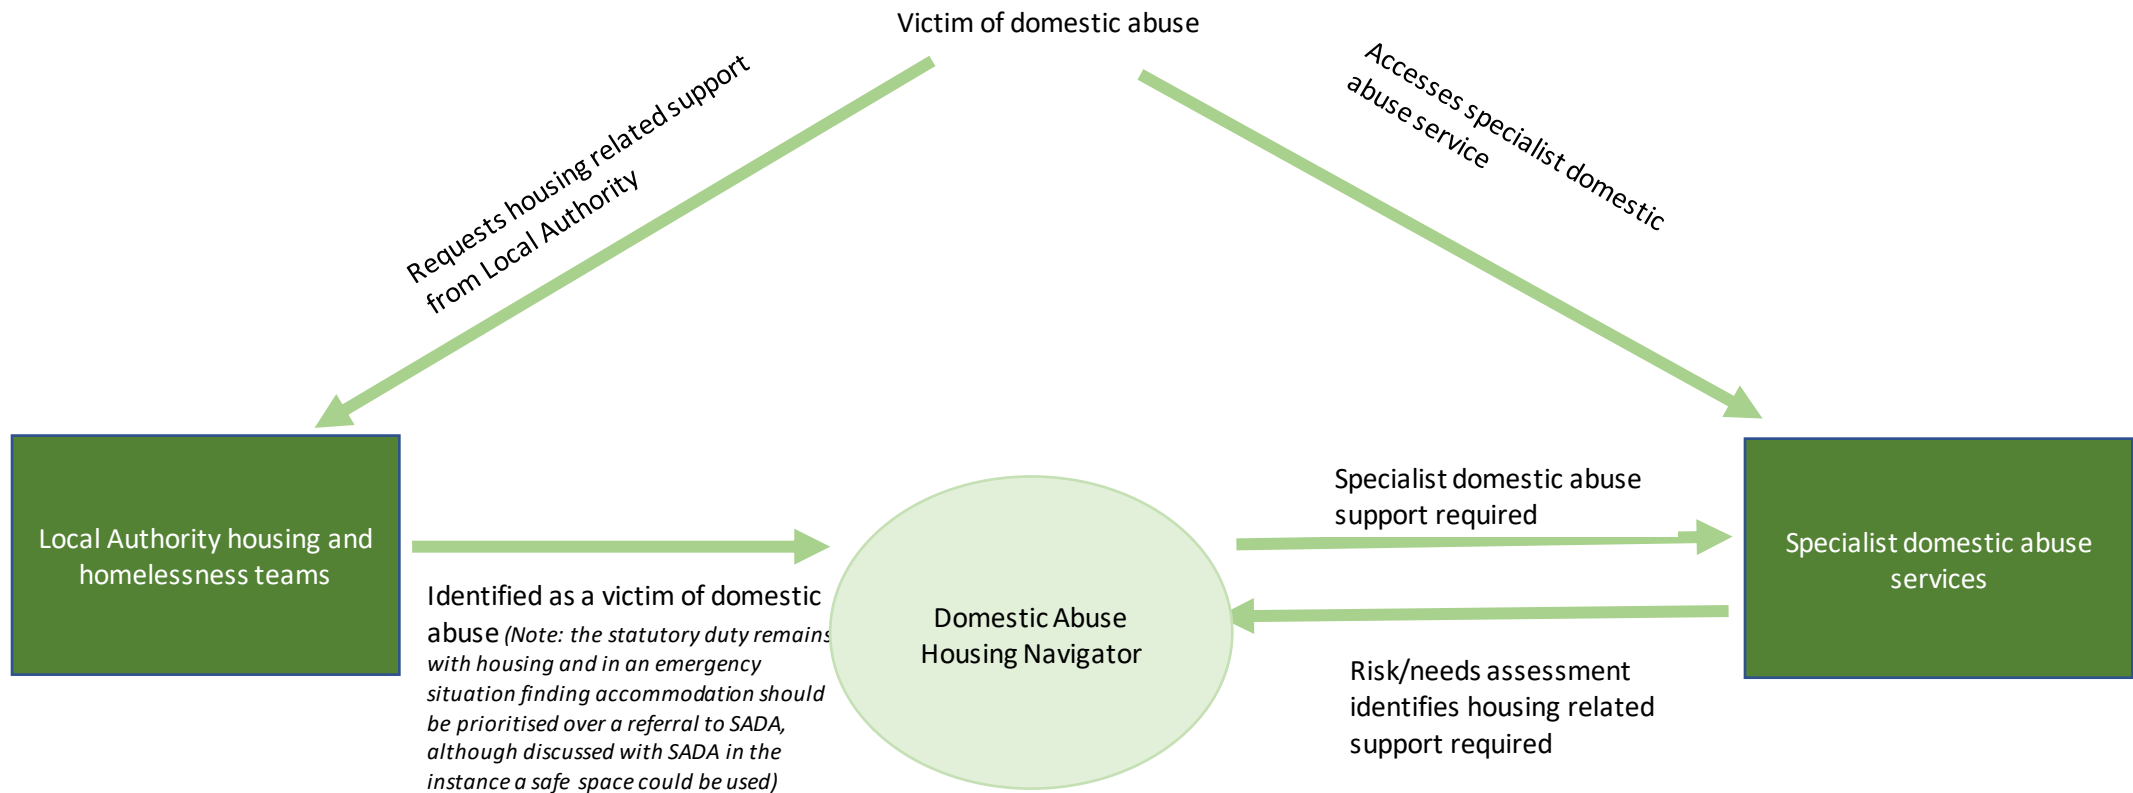 Victim of domestic abuse
Requests housing related support
from Local Authority
Accesses specialist domestic
abuse service
Local Authority housing and
homelessness teams
Identified as a victim of domestic
abuse (Note: the statutory duty remains
with housing and in an emergency
situation finding accommodation should
be prioritised over a referral to SADA,
although discussed with SADA in the
instance a safe space could be used)
Domestic Abuse
Housing Navigator
Specialist domestic abuse
support required
Risk/needs assessment
identifies housing related
support required
Specialist domestic abuse
services